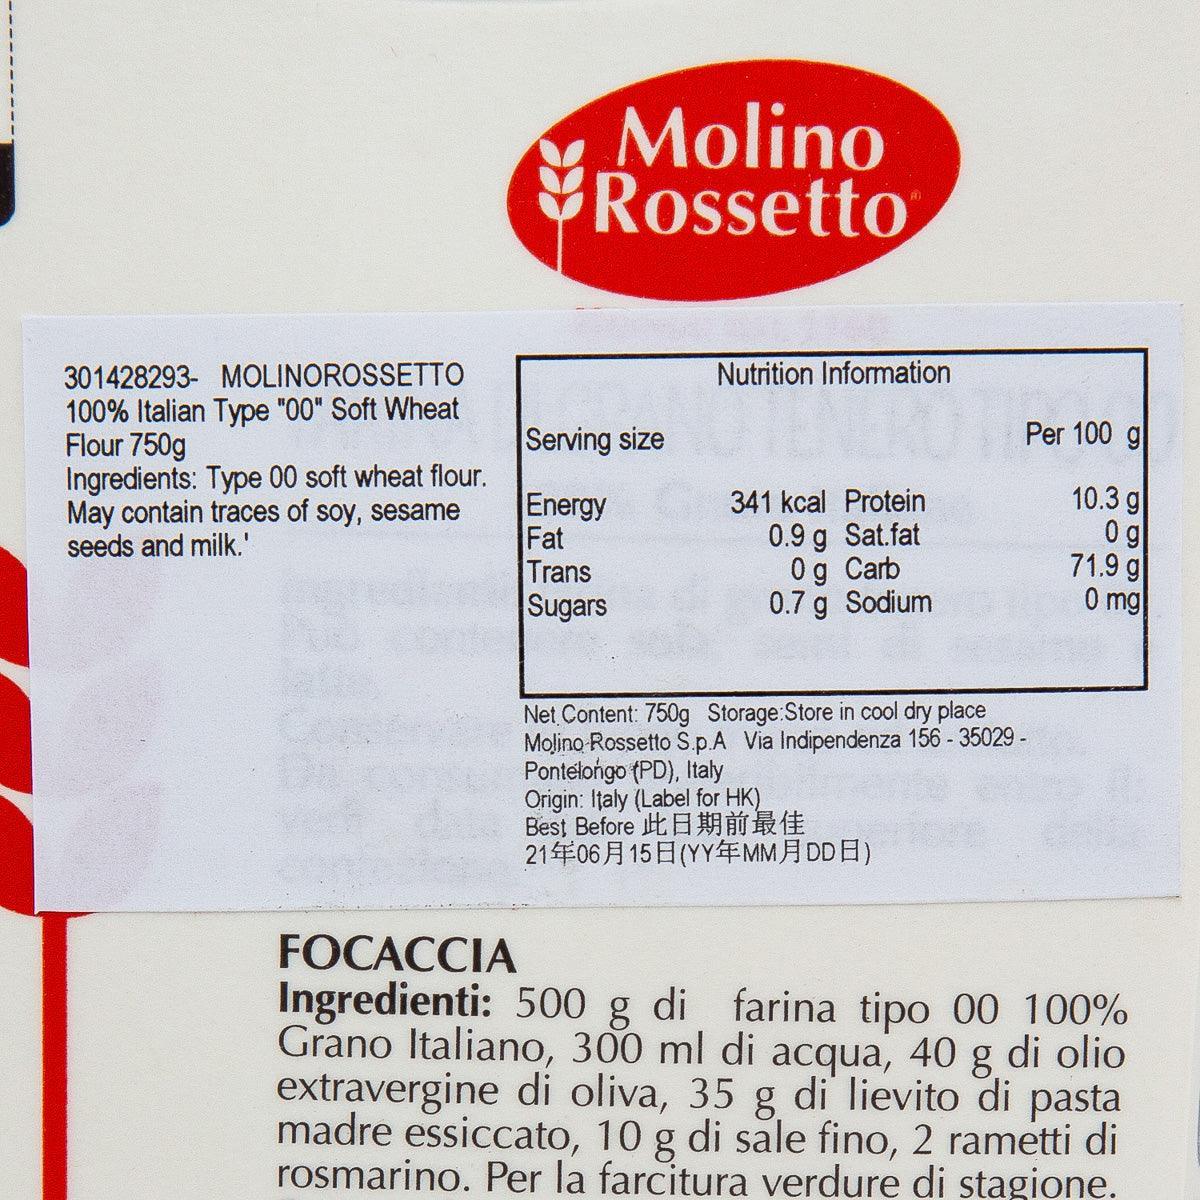 Molino
Rossetto
301428293- MOLINOROSSETTO
100% Italian Type "00" Soft Wheat
Flour 750g
Ingredients: Type 00 soft wheat flour.
May contain traces of soy, sesame
seeds and milk.'
Nutrition Information
Serving size Per 100 g
Energy 341 kcal Protein 10.3 g
Fat 0.9 g Sat.fat 0 g
Trans 0 g Carb 71.9 g
Sugars 0.7 g Sodium 0 mg
Net Content: 750g Storage:Store in cool dry place
Molino Rossetto S.p.A Via Indipendenza 156 - 35029 -
Pontelongo (PD), Italy
Origin: Italy (Label for HK)
Best Before 此日期前最佳
21年06月15日(YY年MM月DD日)
FOCACCIA
Ingredienti: 500 g di farina tipo 00 100%
Grano Italiano, 300 ml di acqua, 40 g di olio
extravergine di oliva, 35 g di lievito di pasta
madre essiccato, 10 g di sale fino, 2 rametti di
rosmarino. Per la farcitura verdure di stagione.